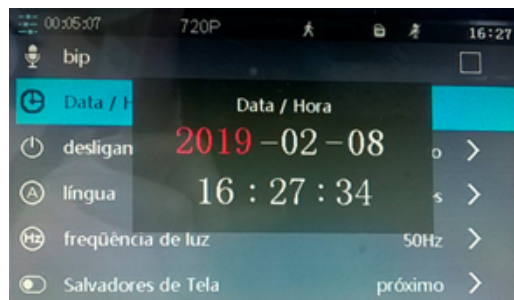 00:05:07 720P 16:27
bip
Data / H
Data / Hora
2019-02-08
desligan o
16 : 27 : 34
língua s
freqüência de luz 50Hz
Salvadores de Tela próximo